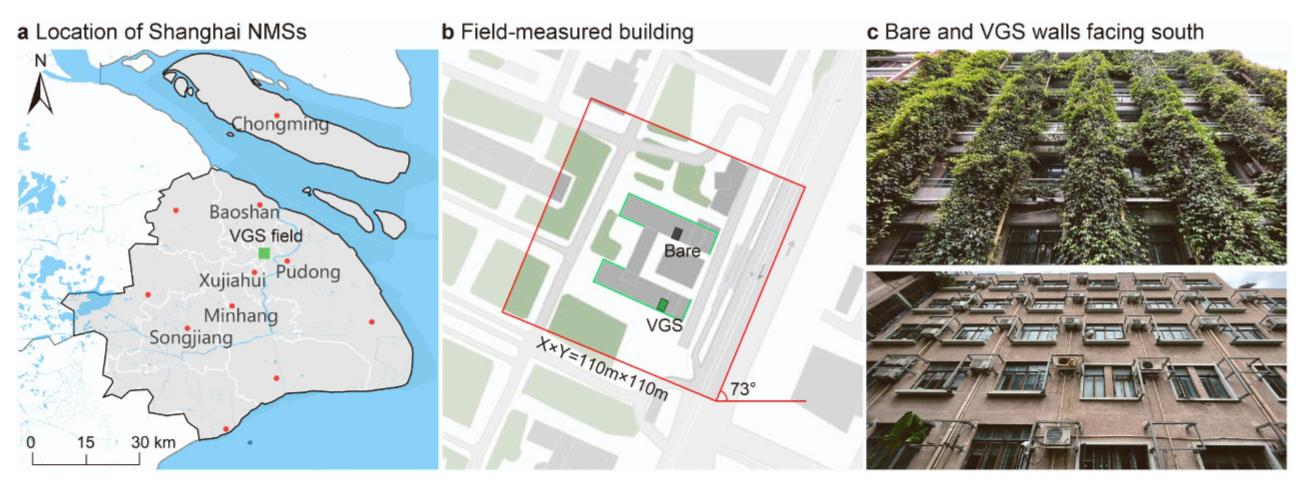 a Location of Shanghai NMSs
N
Chongming
Baoshan
VGS field
Xujiahui
Pudong
Minhang
Songjiang
0 15 30 km
b Field-measured building
Bare
VGS
X×Y=110m×110m
73°
c Bare and VGS walls facing south